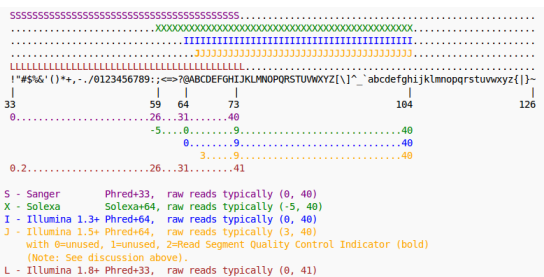 SSSSSSSSSSSSSSSSSSSSSSSSSSSSSSSSSSSSSSSSS.....................................................
..........................XXXXXXXXXXXXXXXXXXXXXXXXXXXXXXXXXXXXXXXXXXXXXX......................
...............................IIIIIIIIIIIIIIIIIIIIIIIIIIIIIIIIIIIIIIIII......................
.................................JJJJJJJJJJJJJJJJJJJJJJJJJJJJJJJJJJJJJJJ......................
LLLLLLLLLLLLLLLLLLLLLLLLLLLLLLLLLLLLLLLLLL....................................................
!"#$%&'()*+,-./0123456789:;<=>?@ABCDEFGHIJKLMNOPQRSTUVWXYZ[\]^_`abcdefghijklmnopqrstuvwxyz{|}~
| | | | | |
33 59 64 73 104 126
0........................26...31.......40
-5....0........9.............................40
0........9.............................40
3.....9.............................40
0.2......................26...31........41
S - Sanger Phred+33, raw reads typically (0, 40)
X - Solexa Solexa+64, raw reads typically (-5, 40)
I - Illumina 1.3+ Phred+64, raw reads typically (0, 40)
J - Illumina 1.5+ Phred+64, raw reads typically (3, 40)
with 0=unused, 1=unused, 2=Read Segment Quality Control Indicator (bold)
(Note: See discussion above).
L - Illumina 1.8+ Phred+33, raw reads typically (0, 41)